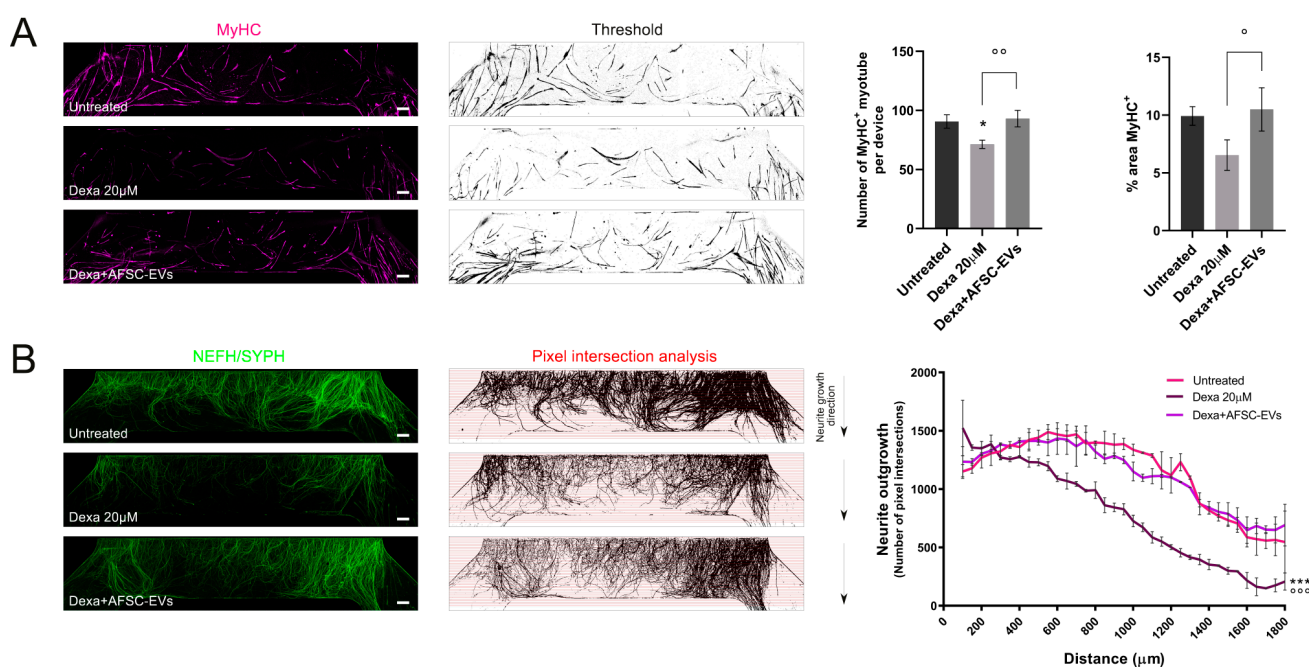 A
MyHC
Untreated
Dexa 20µM
Dexa+AFSC-EVs
Threshold
Number of MyHC⁺ myotube
per device
150
100
50
0
*
°°
Untreated
Dexa 20µM
Dexa+AFSC-EVs
% area MyHC⁺
15
10
5
0
°
Untreated
Dexa 20µM
Dexa+AFSC-EVs
B
NEFH/SYPH
Untreated
Dexa 20µM
Dexa+AFSC-EVs
Pixel intersection analysis
Neurite growth
direction
Neurite outgrowth
(Number of pixel intersections)
2000
1500
1000
500
0
Untreated
Dexa 20µM
Dexa+AFSC-EVs
***
°°°
0
200
400
600
800
1000
1200
1400
1600
1800
Distance (µm)